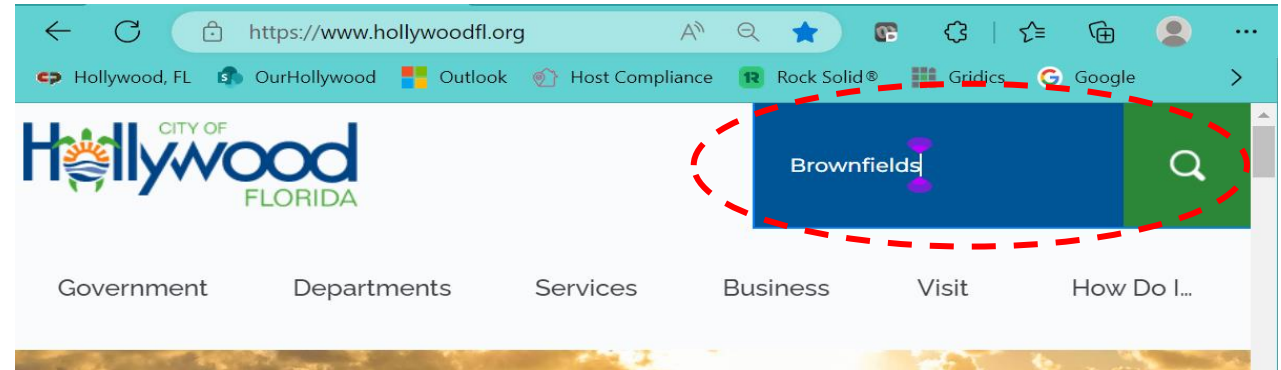 https://www.hollywoodfl.org
Hollywood, FL OurHollywood Outlook Host Compliance Rock Solid® Gridics Google
CITY OF
Hollywood
FLORIDA
Brownfields
Government Departments Services Business Visit How Do I...